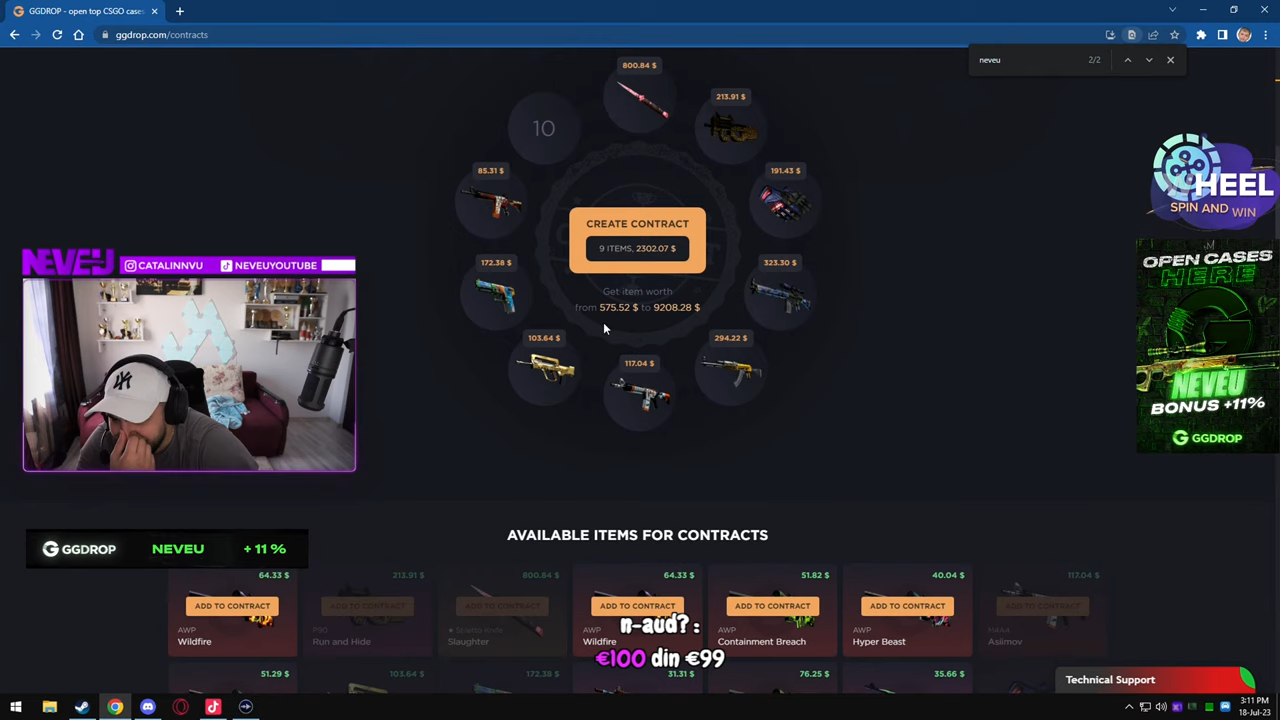 GGDROP - open top CSGO cases
ggdrop.com/contracts
neveu
2/2
800.84 $
213.91 $
10
85.31 $
191.43 $
CREATE CONTRACT
9 ITEMS, 2302.07 $
172.38 $
323.30 $
Get item worth
from 575.52 $ to 9208.28 $
103.64 $
294.22 $
117.04 $
HEEL
SPIN AND WIN
OPEN CASES
HERE
NEVEU
BONUS +11%
GGDROP
NEVEU
CATALINNVU
NEVEUYOUTUBE
GGDROP
NEVEU
+ 11 %
AVAILABLE ITEMS FOR CONTRACTS
64.33 $
213.91 $
800.84 $
64.33 $
51.82 $
40.04 $
117.04 $
ADD TO CONTRACT
ADD TO CONTRACT
ADD TO CONTRACT
ADD TO CONTRACT
ADD TO CONTRACT
ADD TO CONTRACT
ADD TO CONTRACT
AWP
Wildfire
P90
Run and Hide
Slaughter
AWP
Wildfire
AWP
Containment Breach
AWP
Hyper Beast
M4A4
Asiimov
n-aud? :
€100 din €99
51.29 $
103.64 $
172.38 $
31.31 $
76.25 $
35.66 $
Technical Support
3:11 PM
18-Jul-23